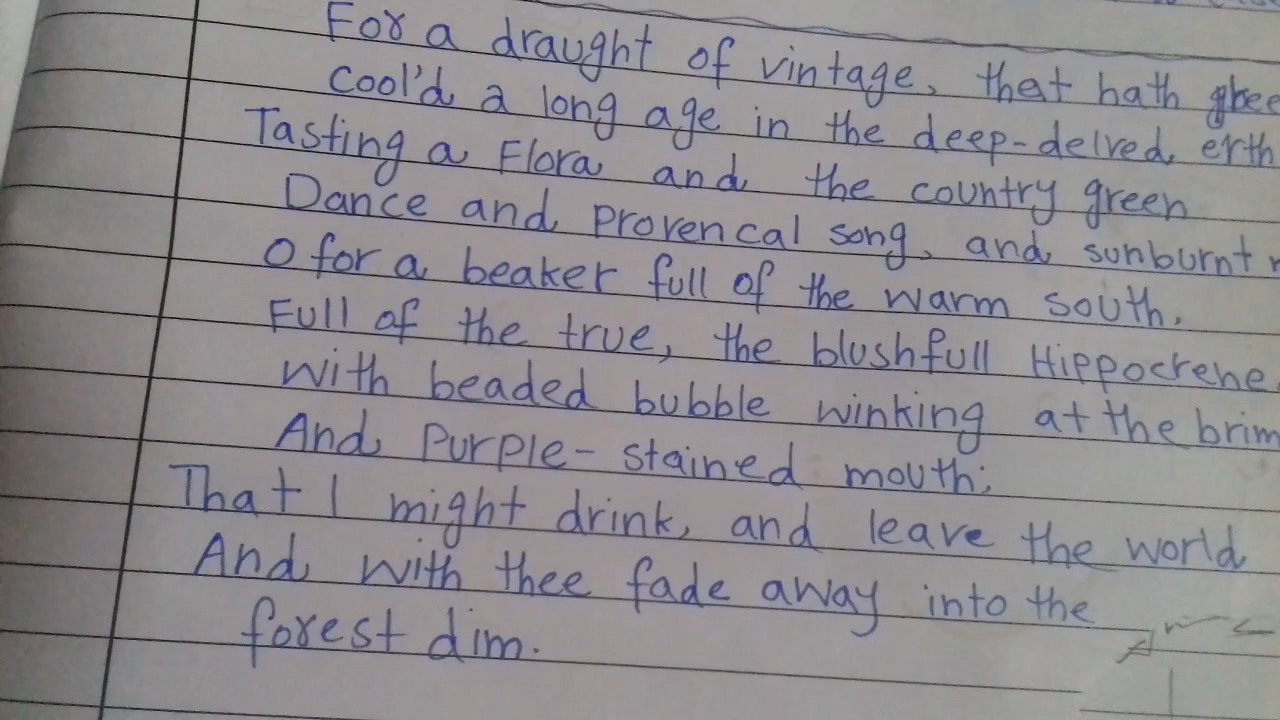 For a draught of vintage, that hath
Cool'd a long age in the deep-delved erth
Tasting a Flora and the country green
Dance and Provencal song, and sunburnt
O for a beaker full of the warm south,
Full of the true, the blushfull Hippocrene
With beaded bubble winking at the brim
And Purple-stained mouth;
That I might drink, and leave the world
And with thee fade away into the
forest dim.